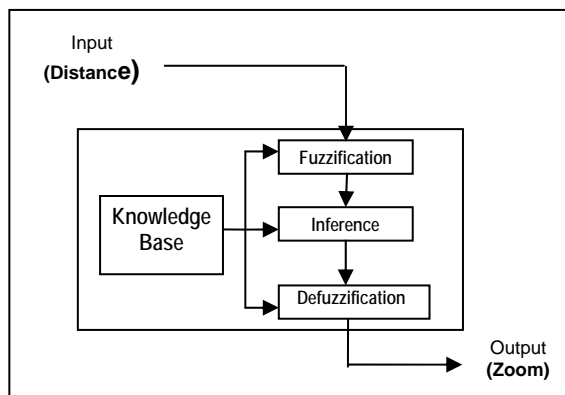 Input
(Distance)
Fuzzification
Knowledge
Base
Inference
Defuzzification
Output
(Zoom)